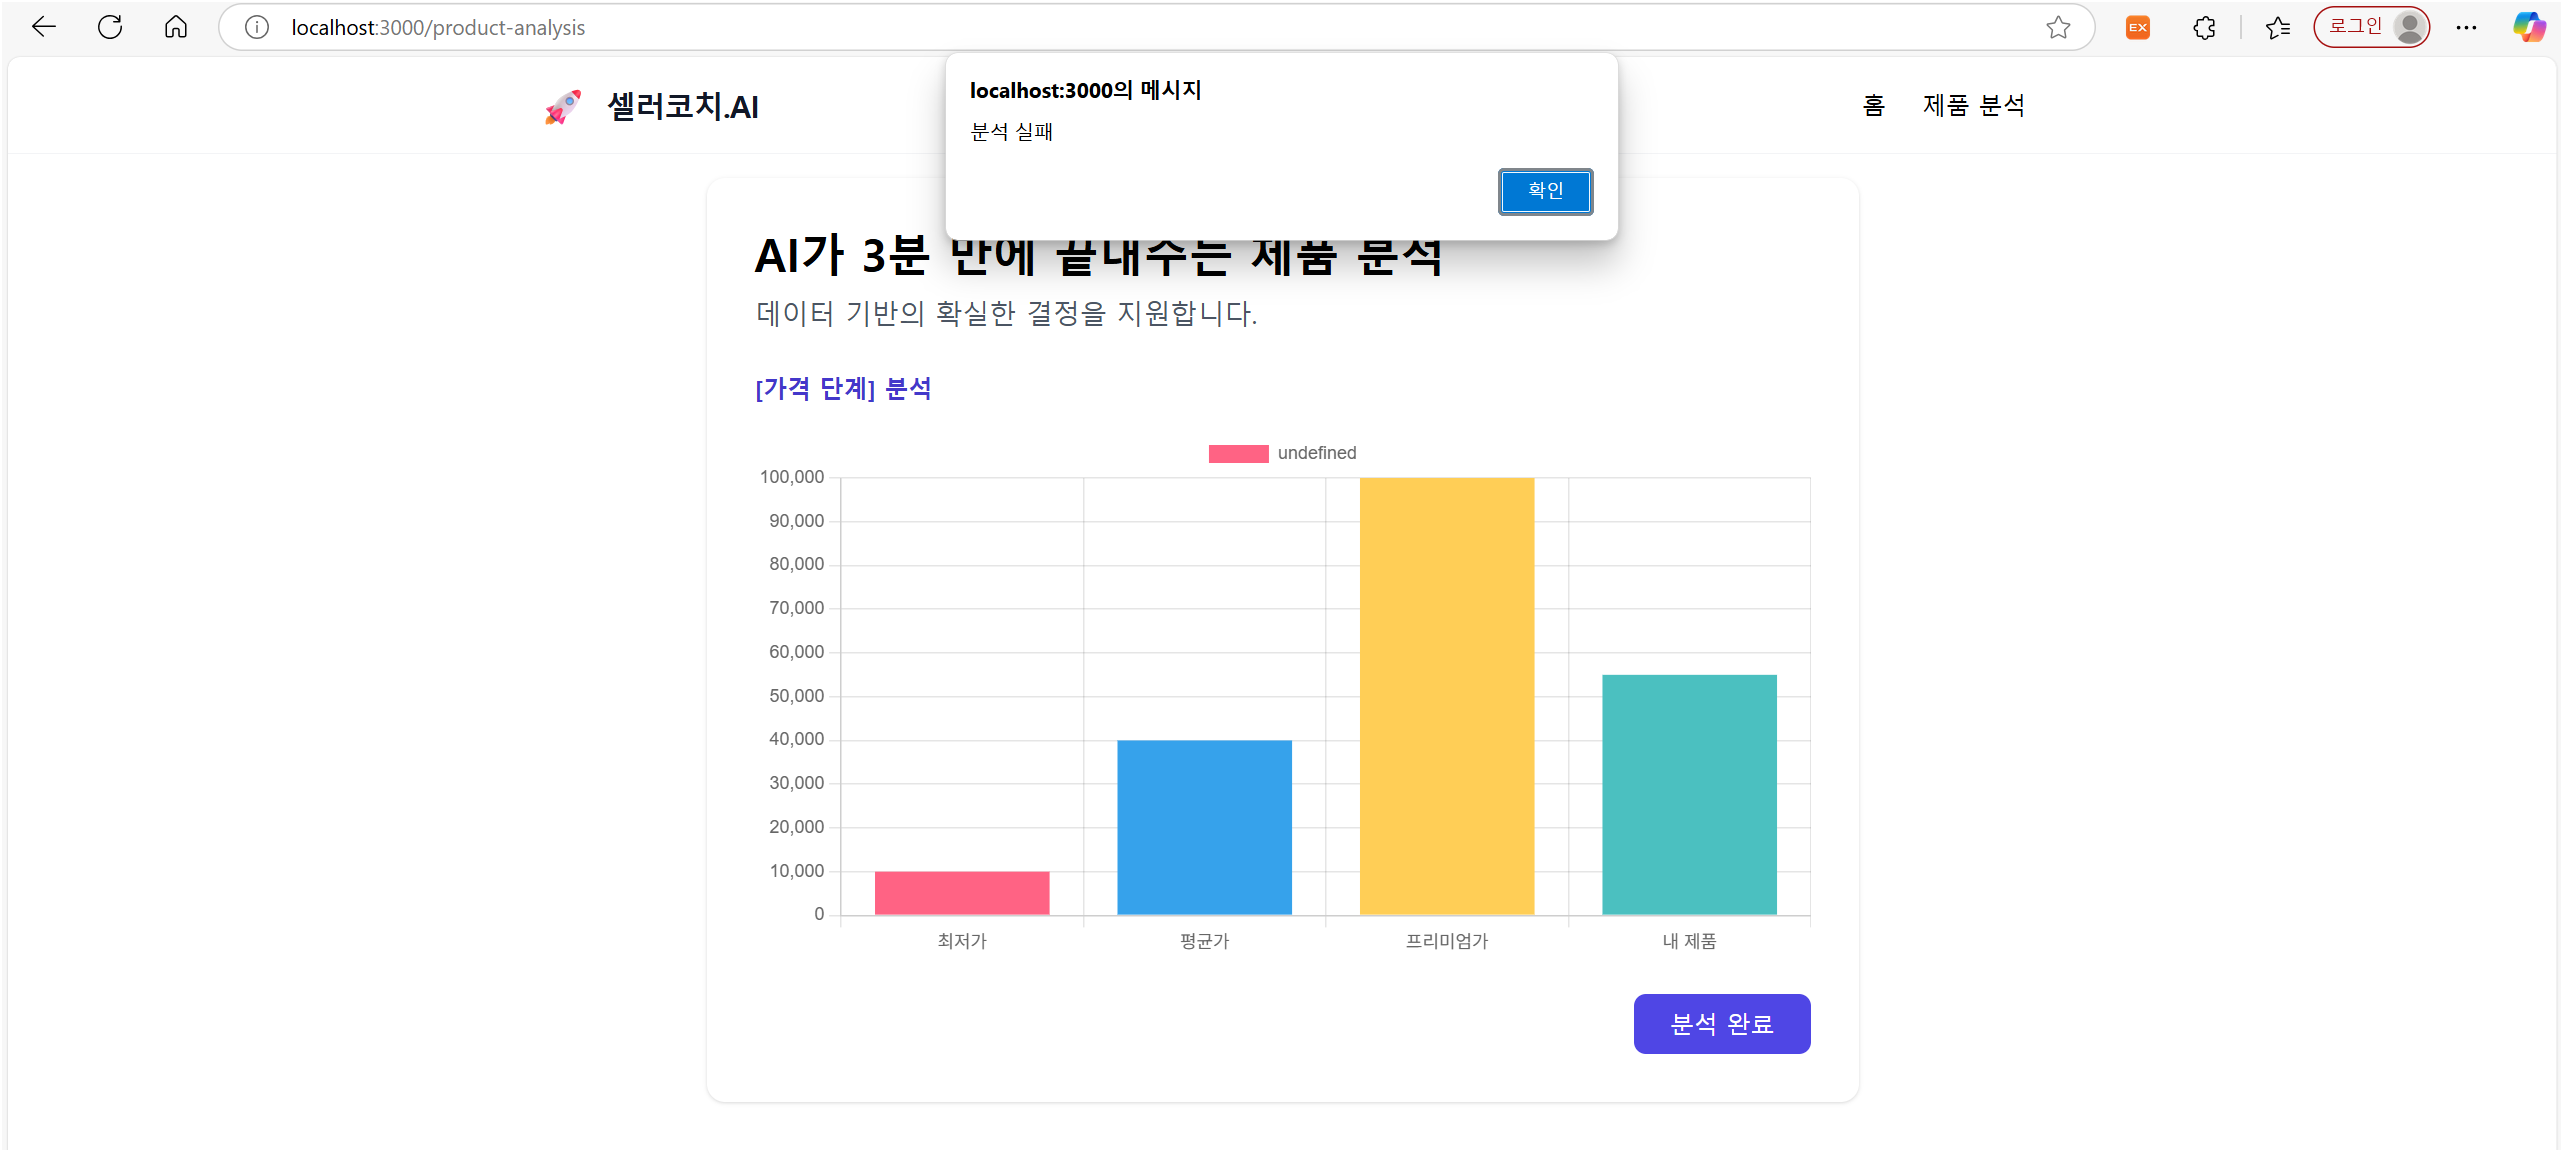 localhost:3000/product-analysis
EX
로그인
🚀 셀러코치.AI
홈 제품 분석
localhost:3000의 메시지
분석 실패
확인
AI가 3분 만에 끝내주는 제품 분석
데이터 기반의 확실한 결정을 지원합니다.
[가격 단계] 분석
undefined
100,000
90,000
80,000
70,000
60,000
50,000
40,000
30,000
20,000
10,000
0
최저가 평균가 프리미엄가 내 제품
분석 완료